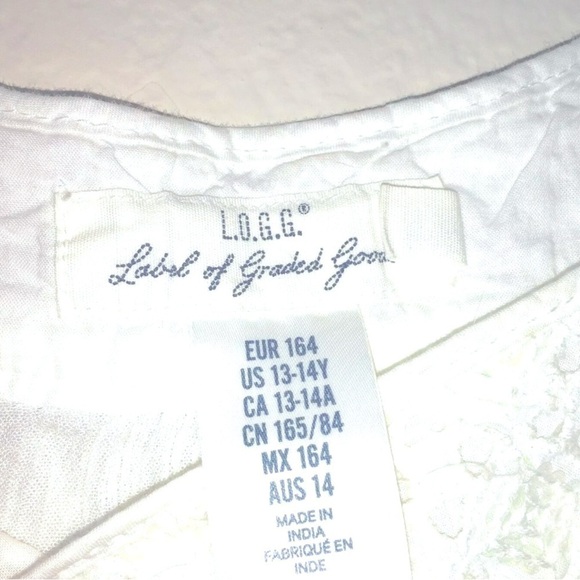 L.O.G.G.®
Label of Graded
EUR 164
US 13-14Y
CA 13-14A
CN 165/84
MX 164
AUS 14
MADE IN
INDIA
FABRIQUÉ EN
INDE